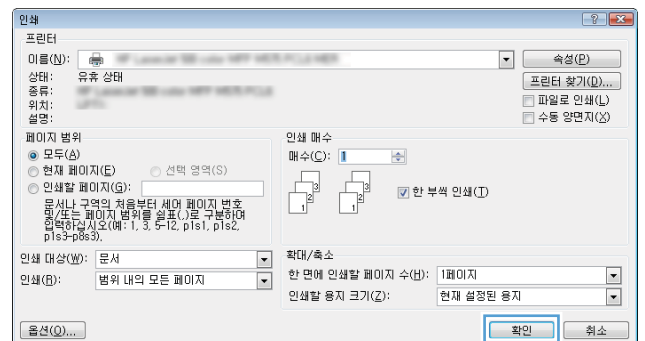 인쇄
프린터
이름(N):
속성(P)
상태: 유휴 상태
프린터 찾기(D)...
종류:
위치:
파일로 인쇄(L)
설명:
수동 양면지(X)
페이지 범위
모두(A)
현재 페이지(E) 선택 영역(S)
인쇄할 페이지(G):
문서나 구역의 처음부터 세어 페이지 번호
및/또는 페이지 범위를 쉼표(,)로 구분하여
입력하십시오(예: 1, 3, 5-12, p1s1, p1s2,
p1s3-p8s3).
인쇄 매수
매수(C): 1
3 3
2 2
1 1
한 부씩 인쇄(T)
인쇄 대상(W): 문서
인쇄(R): 범위 내의 모든 페이지
확대/축소
한 면에 인쇄할 페이지 수(H): 1페이지
인쇄할 용지 크기(Z): 현재 설정된 용지
옵션(O)...
확인 취소